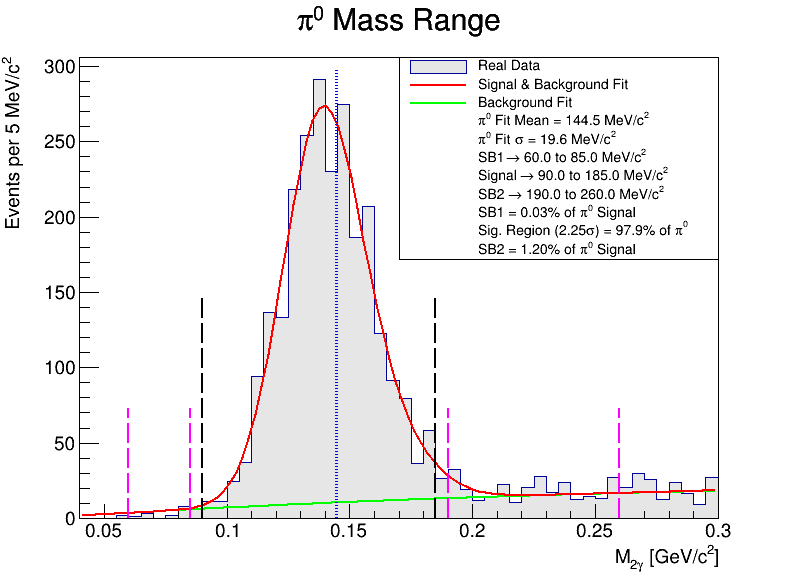 π⁰ Mass Range
Events per 5 MeV/c²
300
250
200
150
100
50
0
0.05
0.1
0.15
0.2
0.25
0.3
M₂γ [GeV/c²]
Real Data
Signal & Background Fit
Background Fit
π⁰ Fit Mean = 144.5 MeV/c²
π⁰ Fit σ = 19.6 MeV/c²
SB1 → 60.0 to 85.0 MeV/c²
Signal → 90.0 to 185.0 MeV/c²
SB2 → 190.0 to 260.0 MeV/c²
SB1 = 0.03% of π⁰ Signal
Sig. Region (2.25σ) = 97.9% of π⁰
SB2 = 1.20% of π⁰ Signal